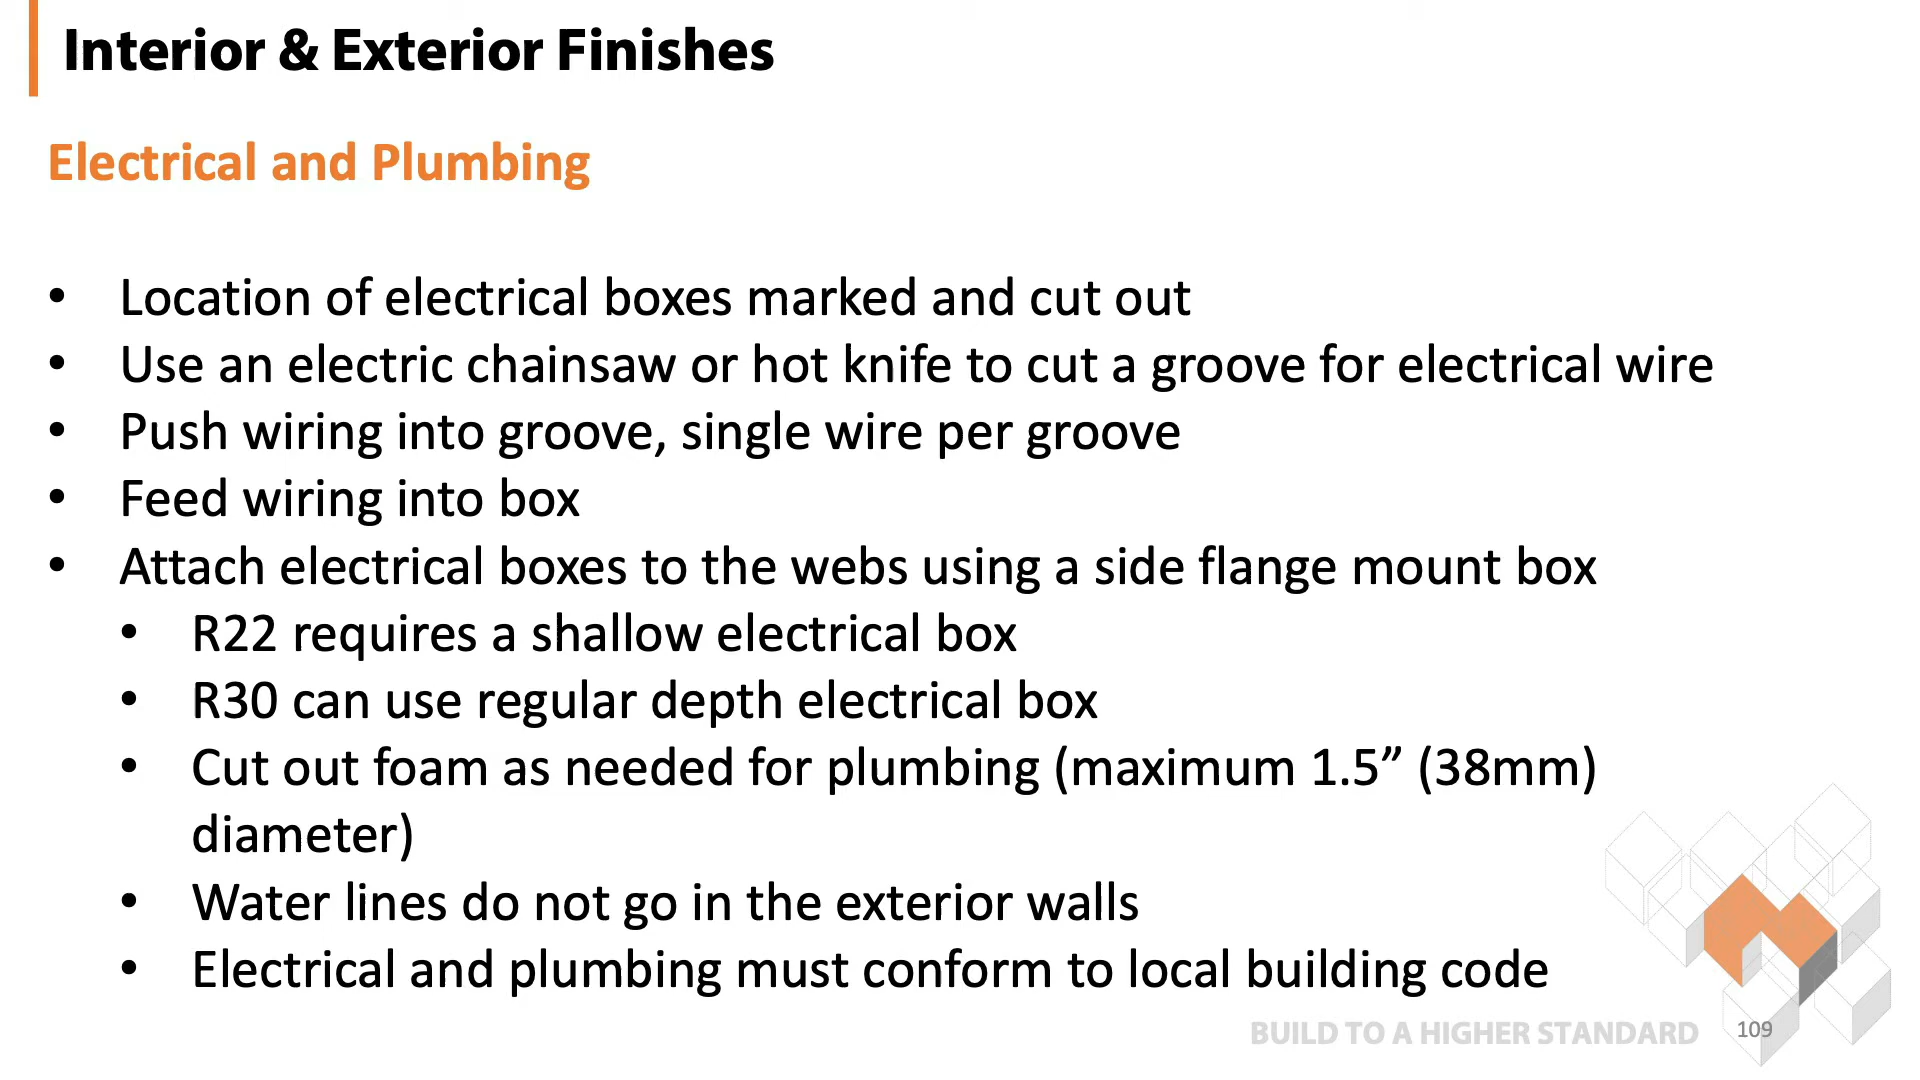 Interior & Exterior Finishes
Electrical and Plumbing
• Location of electrical boxes marked and cut out
• Use an electric chainsaw or hot knife to cut a groove for electrical wire
• Push wiring into groove, single wire per groove
• Feed wiring into box
• Attach electrical boxes to the webs using a side flange mount box
• R22 requires a shallow electrical box
• R30 can use regular depth electrical box
• Cut out foam as needed for plumbing (maximum 1.5” (38mm)
diameter)
• Water lines do not go in the exterior walls
• Electrical and plumbing must conform to local building code
BUILD TO A HIGHER STANDARD 109